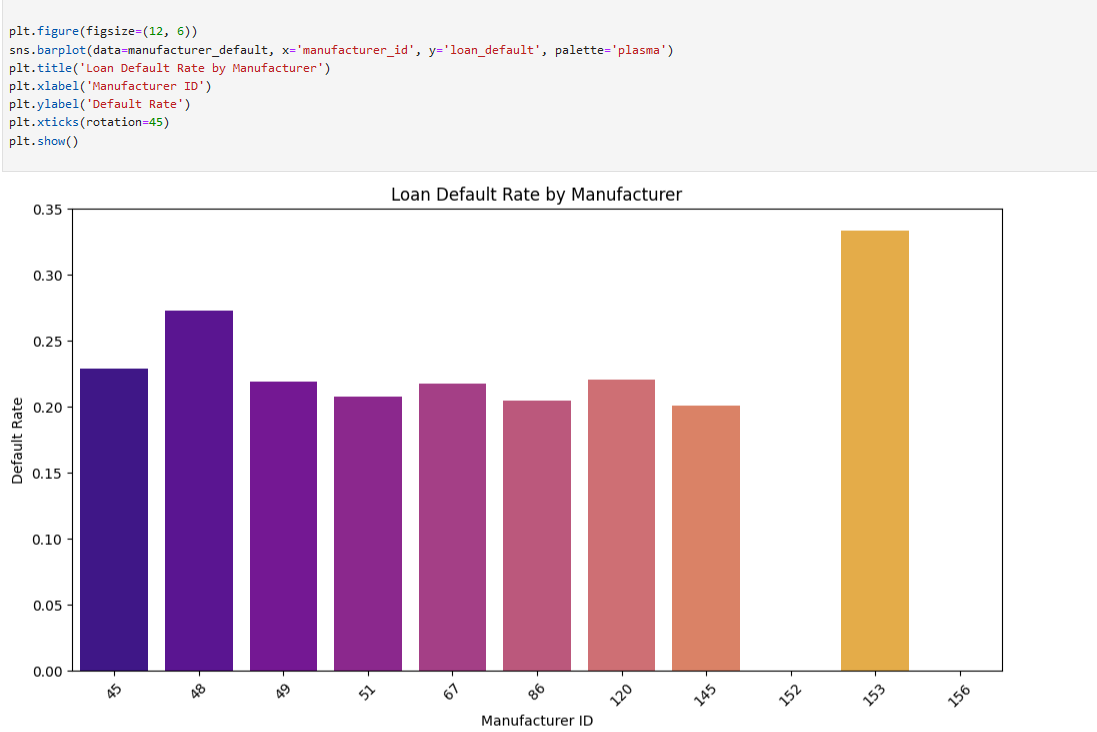 plt.figure(figsize=(12, 6))
sns.barplot(data=manufacturer_default, x='manufacturer_id', y='loan_default', palette='plasma')
plt.title('Loan Default Rate by Manufacturer')
plt.xlabel('Manufacturer ID')
plt.ylabel('Default Rate')
plt.xticks(rotation=45)
plt.show()
Loan Default Rate by Manufacturer
0.35
0.30
0.25
0.20
0.15
0.10
0.05
0.00
Default Rate
45 48 49 51 67 86 120 145 152 153 156
Manufacturer ID